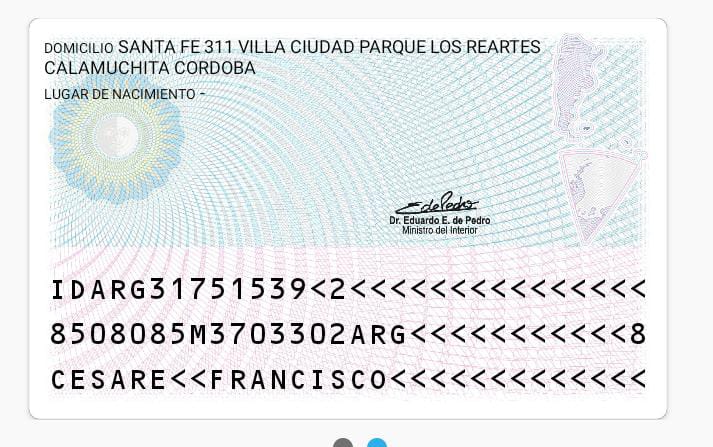 DOMICILIO SANTA FE 311 VILLA CIUDAD PARQUE LOS REARTES
CALAMUCHITA CORDOBA
LUGAR DE NACIMIENTO -
Dr. Eduardo E. de Pedro
Ministro del Interior
IDARG31751539<2<<<<<<<<<<<<<<<
8508085M3703302ARG<<<<<<<<<<<8
CESARE<<FRANCISCO<<<<<<<<<<<<<